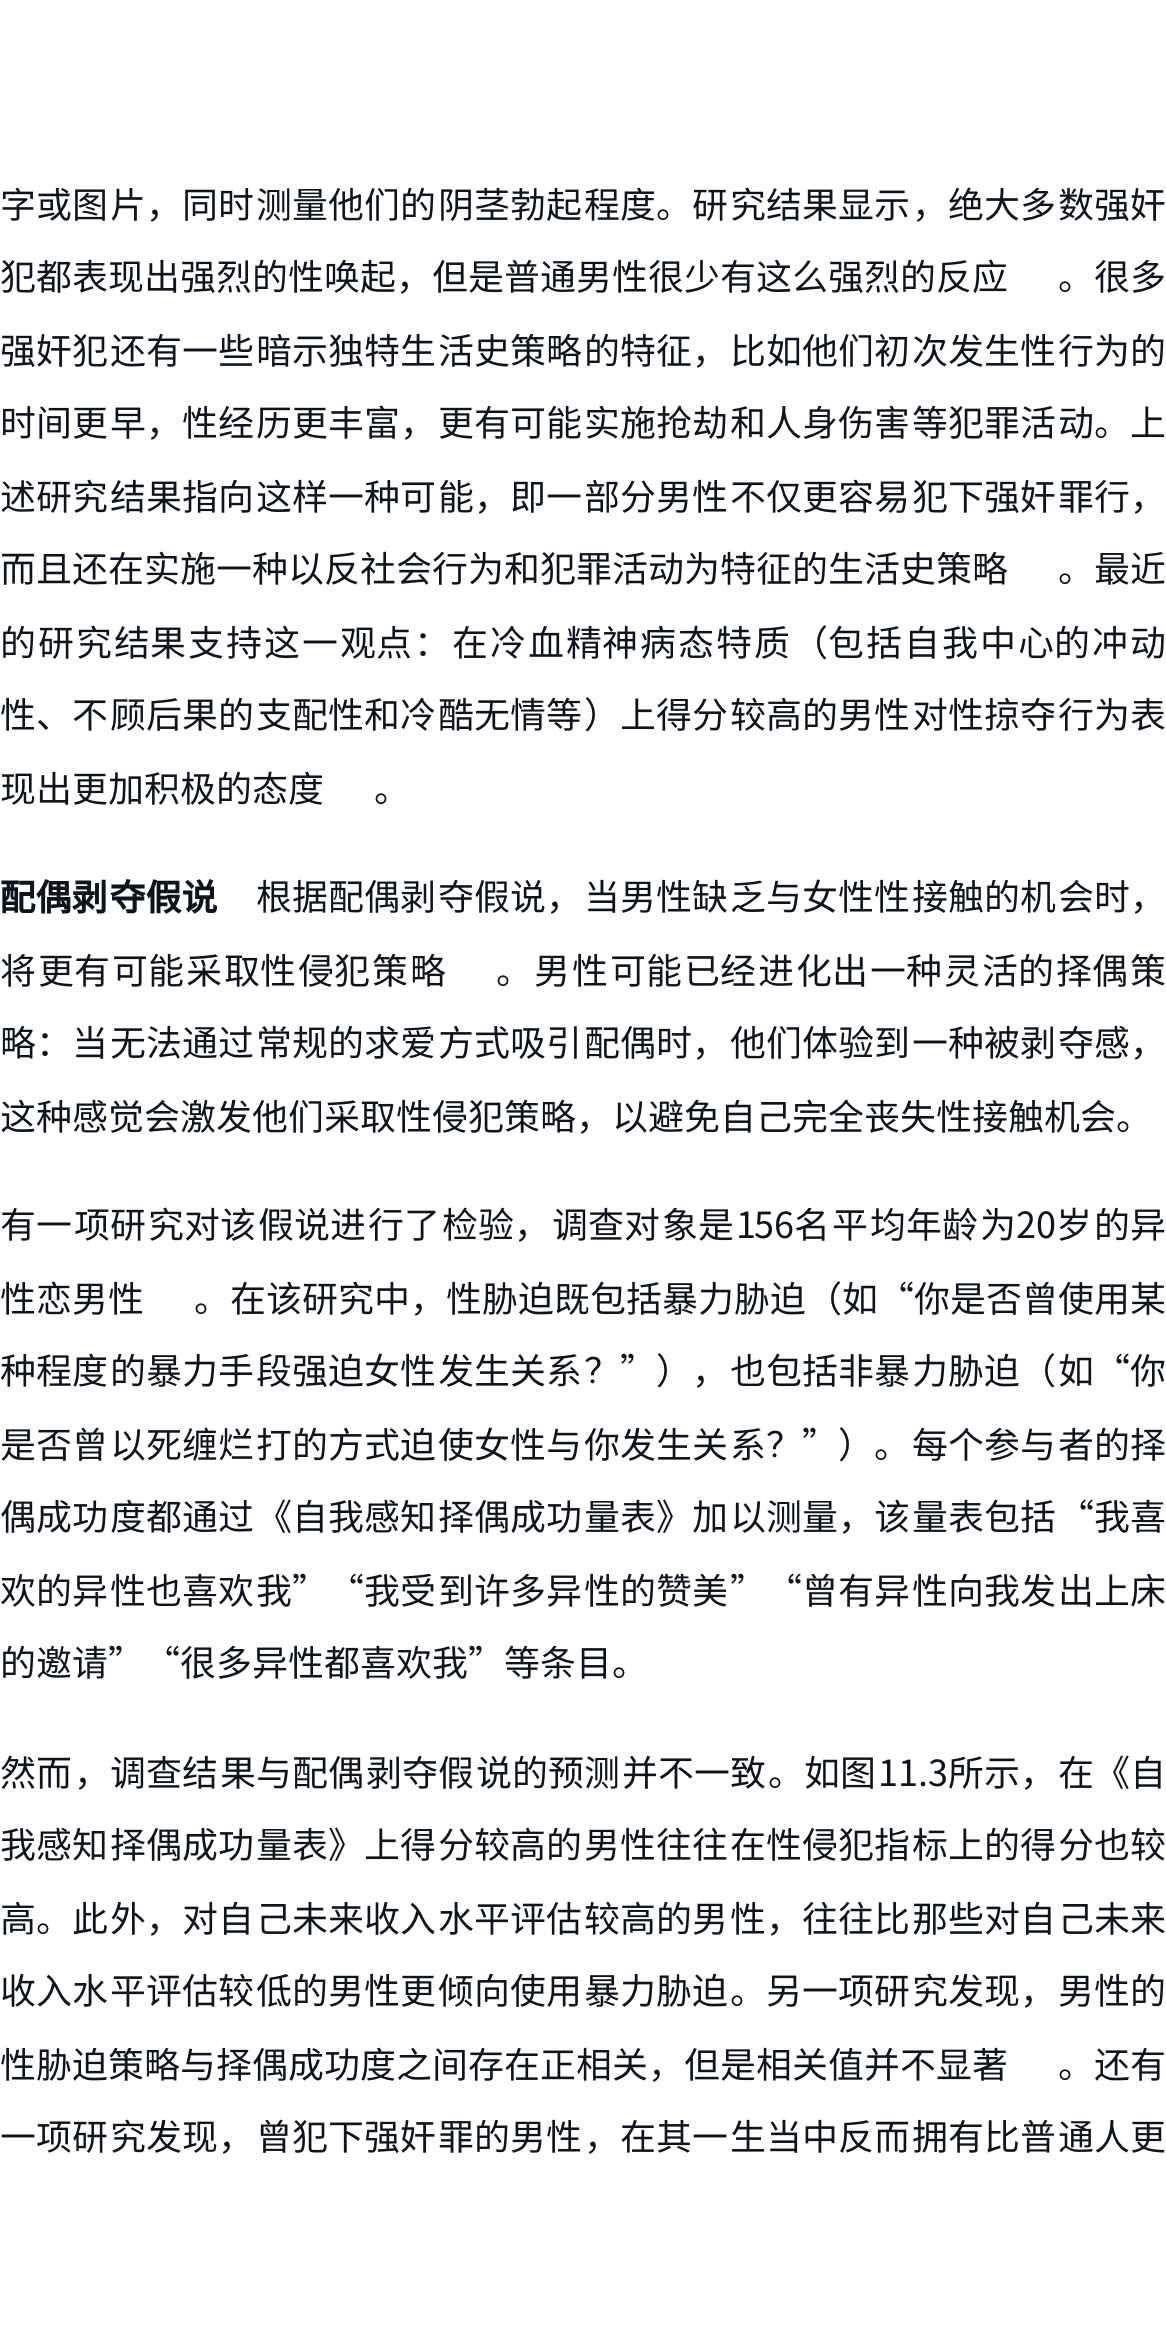 字或图片，同时测量他们的阴茎勃起程度。研究结果显示，绝大多数强奸
犯都表现出强烈的性唤起，但是普通男性很少有这么强烈的反应　。很多
强奸犯还有一些暗示独特生活史策略的特征，比如他们初次发生性行为的
时间更早，性经历更丰富，更有可能实施抢劫和人身伤害等犯罪活动。上
述研究结果指向这样一种可能，即一部分男性不仅更容易犯下强奸罪行，
而且还在实施一种以反社会行为和犯罪活动为特征的生活史策略　。最近
的研究结果支持这一观点：在冷血精神病态特质（包括自我中心的冲动
性、不顾后果的支配性和冷酷无情等）上得分较高的男性对性掠夺行为表
现出更加积极的态度　。
配偶剥夺假说　根据配偶剥夺假说，当男性缺乏与女性性接触的机会时，
将更有可能采取性侵犯策略　。男性可能已经进化出一种灵活的择偶策
略：当无法通过常规的求爱方式吸引配偶时，他们体验到一种被剥夺感，
这种感觉会激发他们采取性侵犯策略，以避免自己完全丧失性接触机会。
有一项研究对该假说进行了检验，调查对象是156名平均年龄为20岁的异
性恋男性　。在该研究中，性胁迫既包括暴力胁迫（如“你是否曾使用某
种程度的暴力手段强迫女性发生关系？”），也包括非暴力胁迫（如“你
是否曾以死缠烂打的方式迫使女性与你发生关系？”）。每个参与者的择
偶成功度都通过《自我感知择偶成功量表》加以测量，该量表包括“我喜
欢的异性也喜欢我”“我受到许多异性的赞美”“曾有异性向我发出上床
的邀请”“很多异性都喜欢我”等条目。
然而，调查结果与配偶剥夺假说的预测并不一致。如图11.3所示，在《自
我感知择偶成功量表》上得分较高的男性往往在性侵犯指标上的得分也较
高。此外，对自己未来收入水平评估较高的男性，往往比那些对自己未来
收入水平评估较低的男性更倾向使用暴力胁迫。另一项研究发现，男性的
性胁迫策略与择偶成功度之间存在正相关，但是相关值并不显著　。还有
一项研究发现，曾犯下强奸罪的男性，在其一生当中反而拥有比普通人更